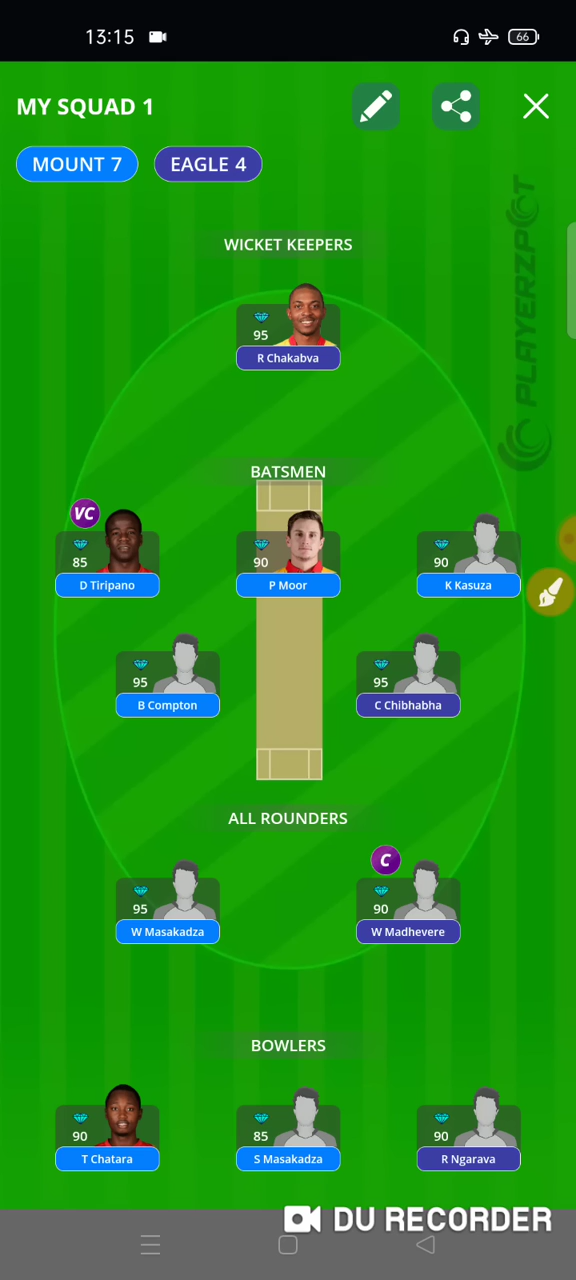 13:15
66
MY SQUAD 1
MOUNT 7
EAGLE 4
PLAYERZPOT
WICKET KEEPERS
95
R Chakabva
BATSMEN
VC
85
D Tiripano
90
P Moor
90
K Kasuza
95
B Compton
95
C Chibhabha
ALL ROUNDERS
95
W Masakadza
C
90
W Madhevere
BOWLERS
90
T Chatara
85
S Masakadza
90
R Ngarava
DU RECORDER